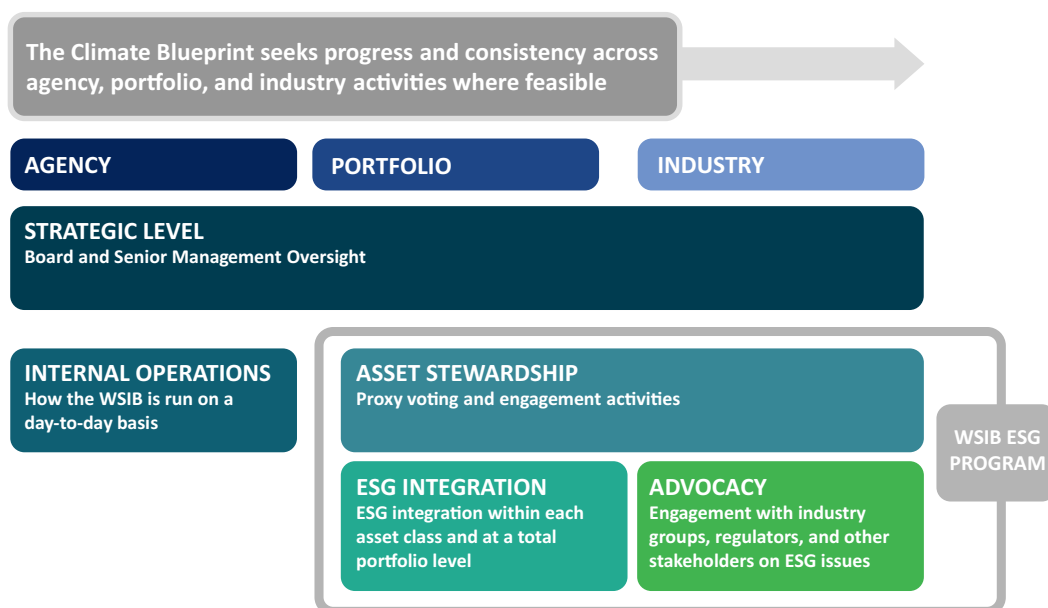 The Climate Blueprint seeks progress and consistency across
agency, portfolio, and industry activities where feasible
AGENCY
PORTFOLIO
INDUSTRY
STRATEGIC LEVEL
Board and Senior Management Oversight
INTERNAL OPERATIONS
How the WSIB is run on a
day-to-day basis
ASSET STEWARDSHIP
Proxy voting and engagement activities
WSIB ESG
PROGRAM
ESG INTEGRATION
ESG integration within each
asset class and at a total
portfolio level
ADVOCACY
Engagement with industry
groups, regulators, and other
stakeholders on ESG issues